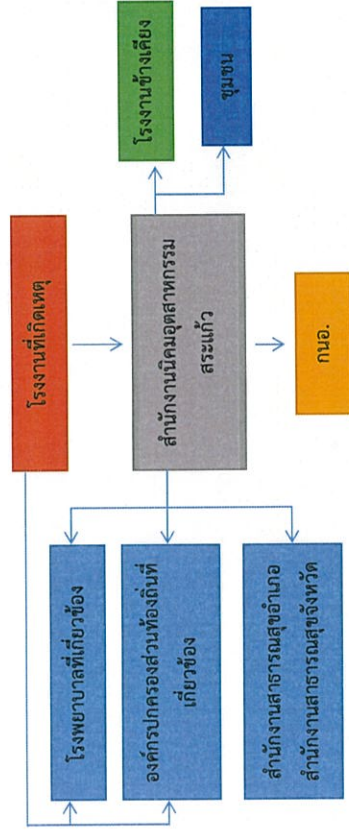 โรงงานที่เกิดเหตุ
โรงงานข้างเคียง
ชุมชน
สำนักงานนิคมอุตสาหกรรม
สระแก้ว
กนอ.
โรงพยาบาลที่เกี่ยวข้อง
องค์กรปกครองส่วนท้องถิ่นที่
เกี่ยวข้อง
สำนักงานสาธารณสุขอำเภอ
สำนักงานสาธารณสุขจังหวัด